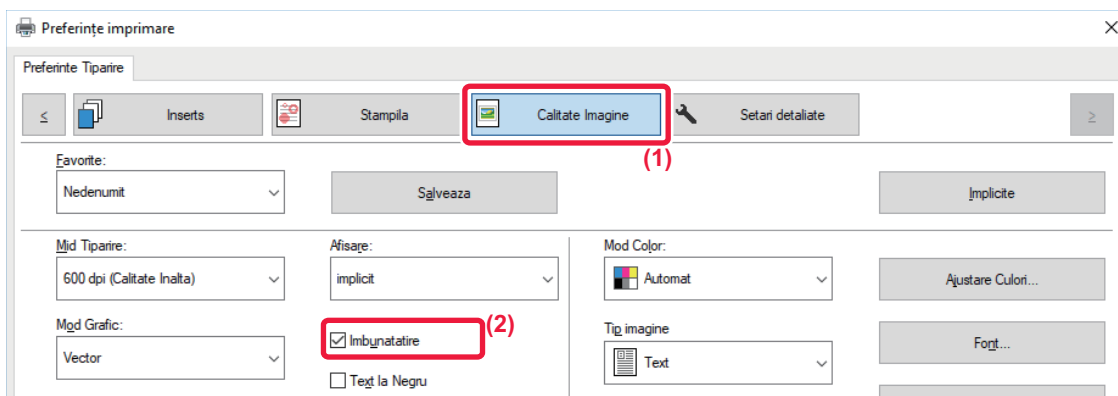 Preferințe imprimare
Preferinte Tiparire
< Inserts Stampila Calitate Imagine Setari detaliate >
(1)
Favorite:
Nedenumit Salveaza Implicite
Mid Tiparire: Afisare: Mod Color:
600 dpi (Calitate Inalta) implicit Automat Ajustare Culori...
Mod Grafic: (2) Tip imagine
Vector Imbunatatire Text Font...
Text la Negru